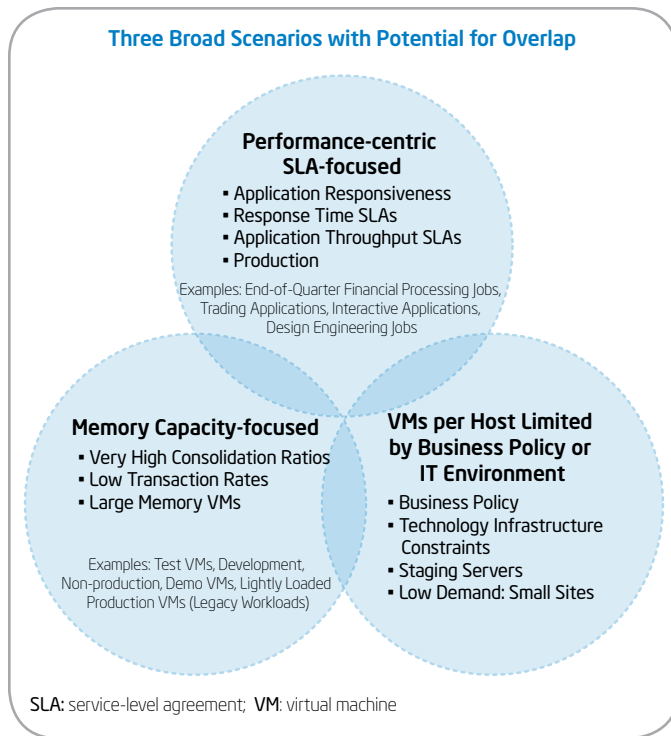 Three Broad Scenarios with Potential for Overlap
Performance-centric
SLA-focused
▪ Application Responsiveness
▪ Response Time SLAs
▪ Application Throughput SLAs
▪ Production
Examples: End-of-Quarter Financial Processing Jobs,
Trading Applications, Interactive Applications,
Design Engineering Jobs
Memory Capacity-focused
▪ Very High Consolidation Ratios
▪ Low Transaction Rates
▪ Large Memory VMs
Examples: Test VMs, Development,
Non-production, Demo VMs, Lightly Loaded
Production VMs (Legacy Workloads)
VMs per Host Limited
by Business Policy or
IT Environment
▪ Business Policy
▪ Technology Infrastructure
Constraints
▪ Staging Servers
▪ Low Demand: Small Sites
SLA: service-level agreement; VM: virtual machine